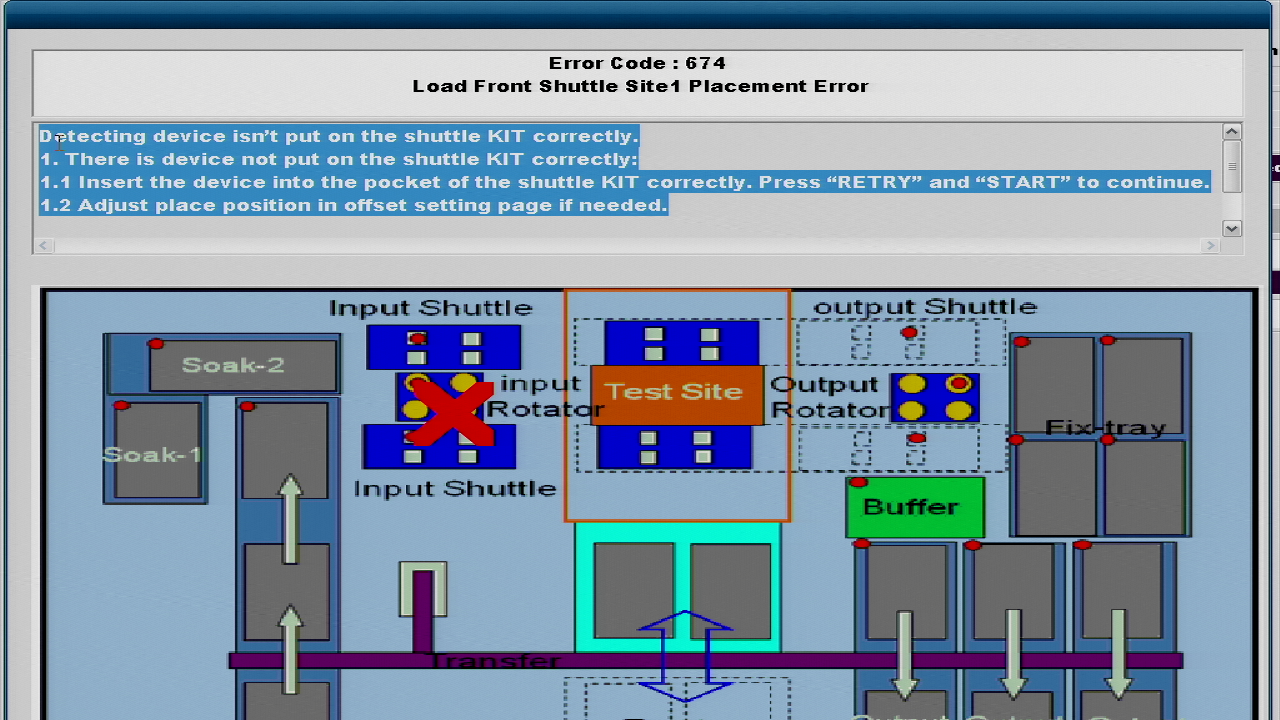 Error Code : 674
Load Front Shuttle Site1 Placement Error
Detecting device isn’t put on the shuttle KIT correctly.
1. There is device not put on the shuttle KIT correctly:
1.1 Insert the device into the pocket of the shuttle KIT correctly. Press “RETRY” and “START” to continue.
1.2 Adjust place position in offset setting page if needed.
Input Shuttle
output Shuttle
Soak-2
input
Rotator
Test Site
Output
Rotator
Fix-tray
Soak-1
Input Shuttle
Buffer
Transfer